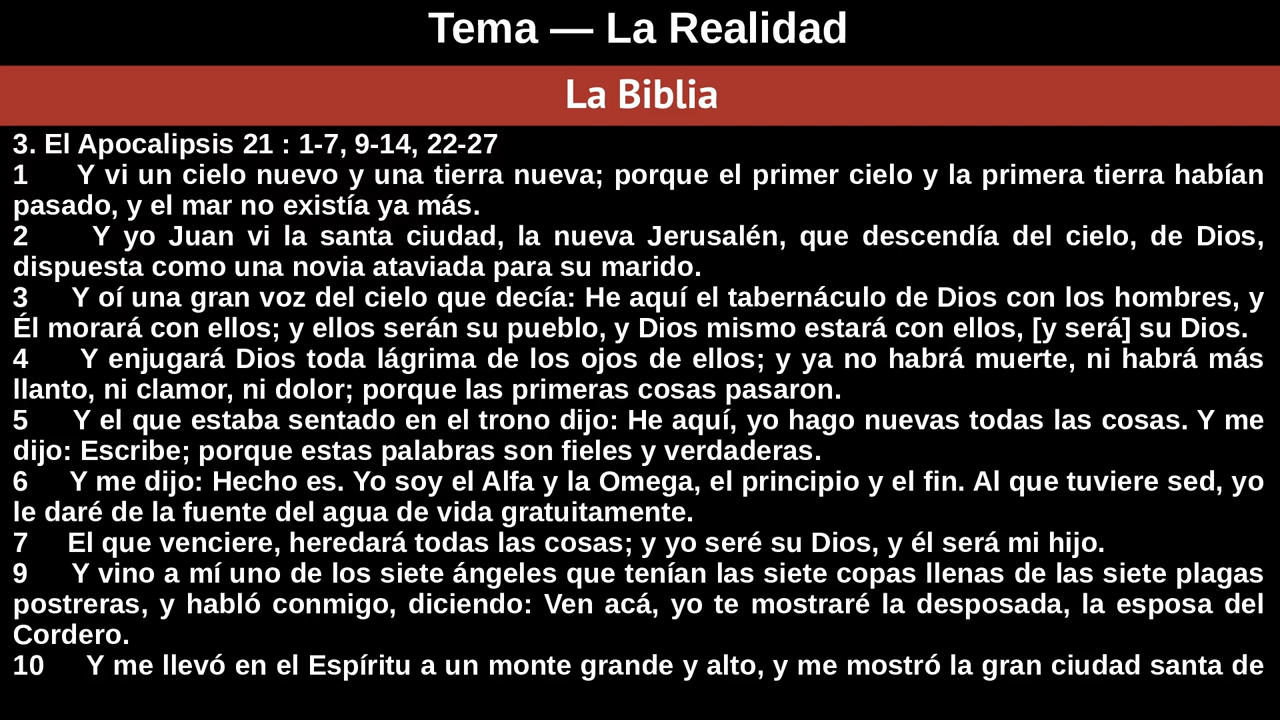 Tema — La Realidad
La Biblia
3. El Apocalipsis 21 : 1-7, 9-14, 22-27
1 Y vi un cielo nuevo y una tierra nueva; porque el primer cielo y la primera tierra habían
pasado, y el mar no existía ya más.
2 Y yo Juan vi la santa ciudad, la nueva Jerusalén, que descendía del cielo, de Dios,
dispuesta como una novia ataviada para su marido.
3 Y oí una gran voz del cielo que decía: He aquí el tabernáculo de Dios con los hombres, y
Él morará con ellos; y ellos serán su pueblo, y Dios mismo estará con ellos, [y será] su Dios.
4 Y enjugará Dios toda lágrima de los ojos de ellos; y ya no habrá muerte, ni habrá más
llanto, ni clamor, ni dolor; porque las primeras cosas pasaron.
5 Y el que estaba sentado en el trono dijo: He aquí, yo hago nuevas todas las cosas. Y me
dijo: Escribe; porque estas palabras son fieles y verdaderas.
6 Y me dijo: Hecho es. Yo soy el Alfa y la Omega, el principio y el fin. Al que tuviere sed, yo
le daré de la fuente del agua de vida gratuitamente.
7 El que venciere, heredará todas las cosas; y yo seré su Dios, y él será mi hijo.
9 Y vino a mí uno de los siete ángeles que tenían las siete copas llenas de las siete plagas
postreras, y habló conmigo, diciendo: Ven acá, yo te mostraré la desposada, la esposa del
Cordero.
10 Y me llevó en el Espíritu a un monte grande y alto, y me mostró la gran ciudad santa de